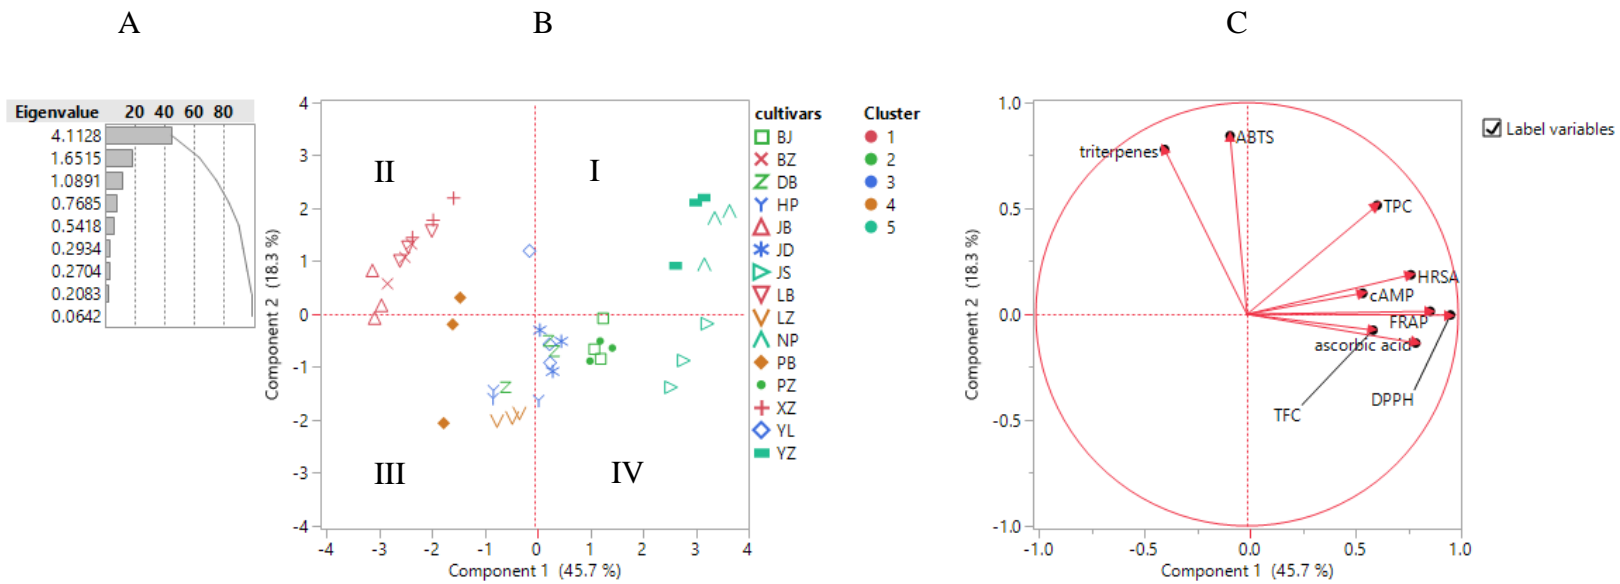 A
B
C
Eigenvalue 20 40 60 80
4.1128
1.6515
1.0891
0.7685
0.5418
0.2934
0.2704
0.2083
0.0642
4
3
2
1
0
-1
-2
-3
-4
Component 2 (18.3 %)
II
I
III
IV
-4 -3 -2 -1 0 1 2 3 4
Component 1 (45.7 %)
cultivars
BJ
BZ
DB
HP
JB
JD
JS
LB
LZ
NP
PB
PZ
XZ
YL
YZ
Cluster
1
2
3
4
5
1.0
0.5
0.0
-0.5
-1.0
Component 2 (18.3 %)
triterpenes
ABTS
TPC
HRSA
cAMP
FRAP
ascorbic acid
DPPH
TFC
-1.0 -0.5 0.0 0.5 1.0
Component 1 (45.7 %)
Label variables